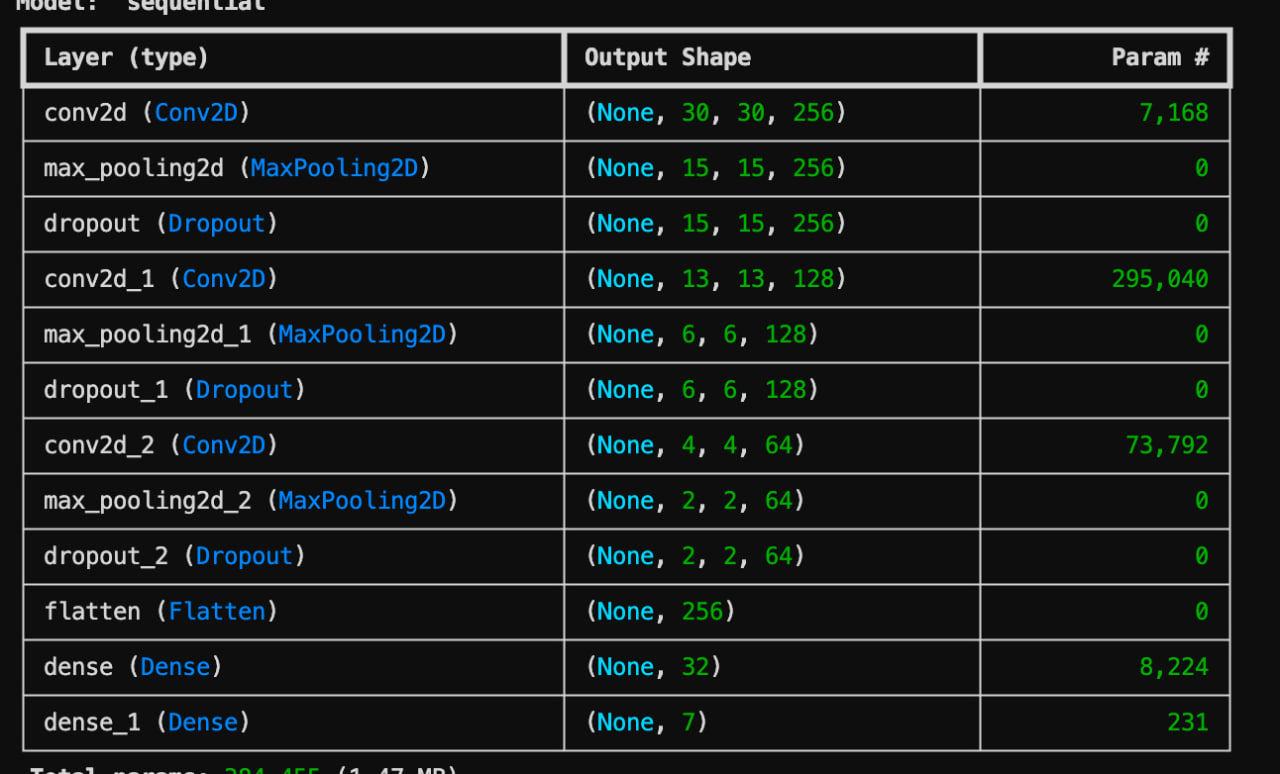 Model: "sequential"
Layer (type) Output Shape Param #
conv2d (Conv2D) (None, 30, 30, 256) 7,168
max_pooling2d (MaxPooling2D) (None, 15, 15, 256) 0
dropout (Dropout) (None, 15, 15, 256) 0
conv2d_1 (Conv2D) (None, 13, 13, 128) 295,040
max_pooling2d_1 (MaxPooling2D) (None, 6, 6, 128) 0
dropout_1 (Dropout) (None, 6, 6, 128) 0
conv2d_2 (Conv2D) (None, 4, 4, 64) 73,792
max_pooling2d_2 (MaxPooling2D) (None, 2, 2, 64) 0
dropout_2 (Dropout) (None, 2, 2, 64) 0
flatten (Flatten) (None, 256) 0
dense (Dense) (None, 32) 8,224
dense_1 (Dense) (None, 7) 231
Total params: 384,455 (1.47 MB)